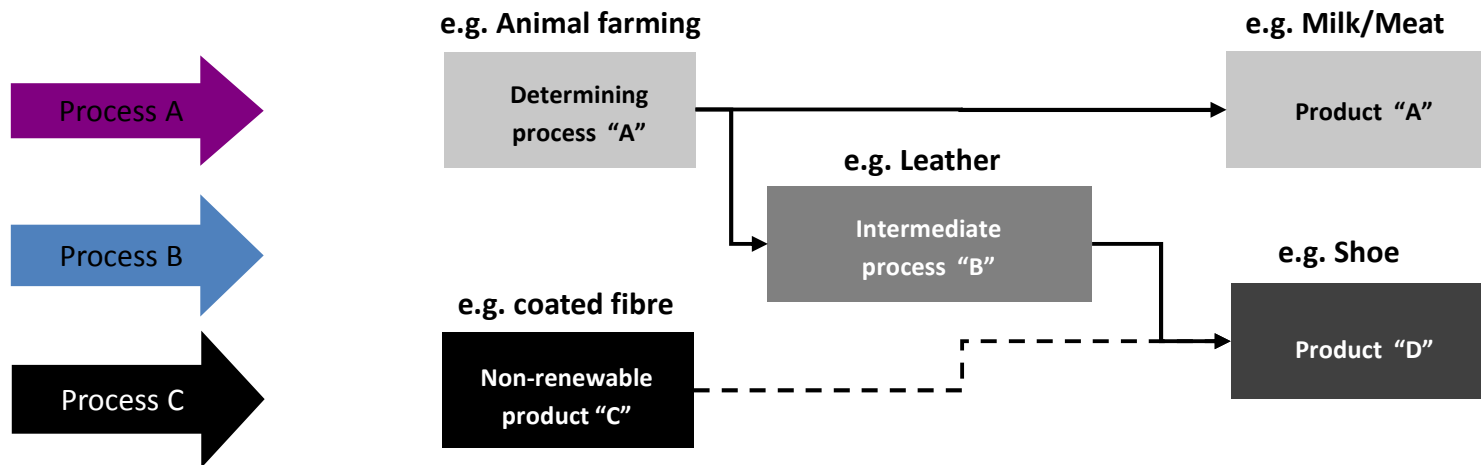 e.g. Animal farming
e.g. Milk/Meat
Process A
Determining
process “A”
Product “A”
e.g. Leather
Process B
Intermediate
process “B”
e.g. Shoe
e.g. coated fibre
Product “D”
Process C
Non-renewable
product “C”